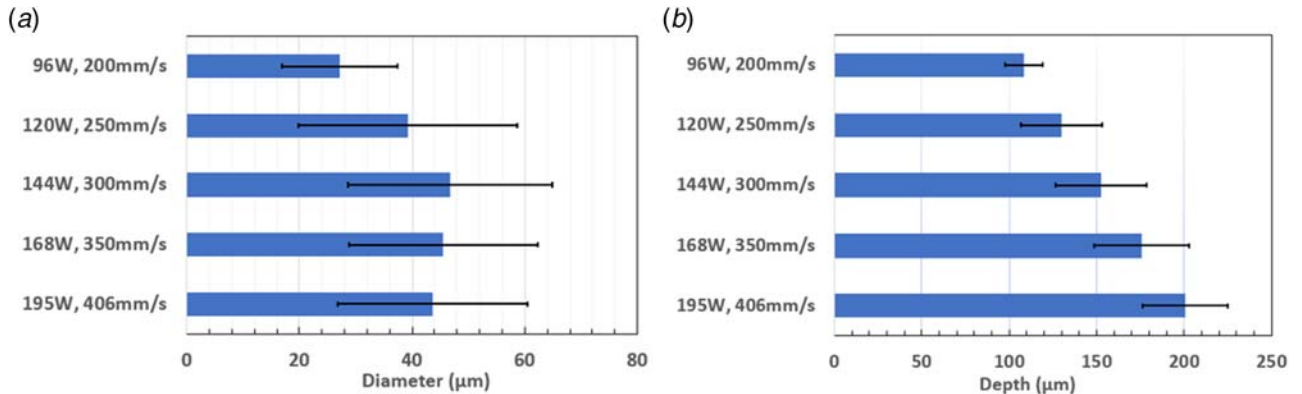 (a)
96W, 200mm/s
120W, 250mm/s
144W, 300mm/s
168W, 350mm/s
195W, 406mm/s
0 20 40 60 80
Diameter (µm)
(b)
96W, 200mm/s
120W, 250mm/s
144W, 300mm/s
168W, 350mm/s
195W, 406mm/s
0 50 100 150 200 250
Depth (µm)